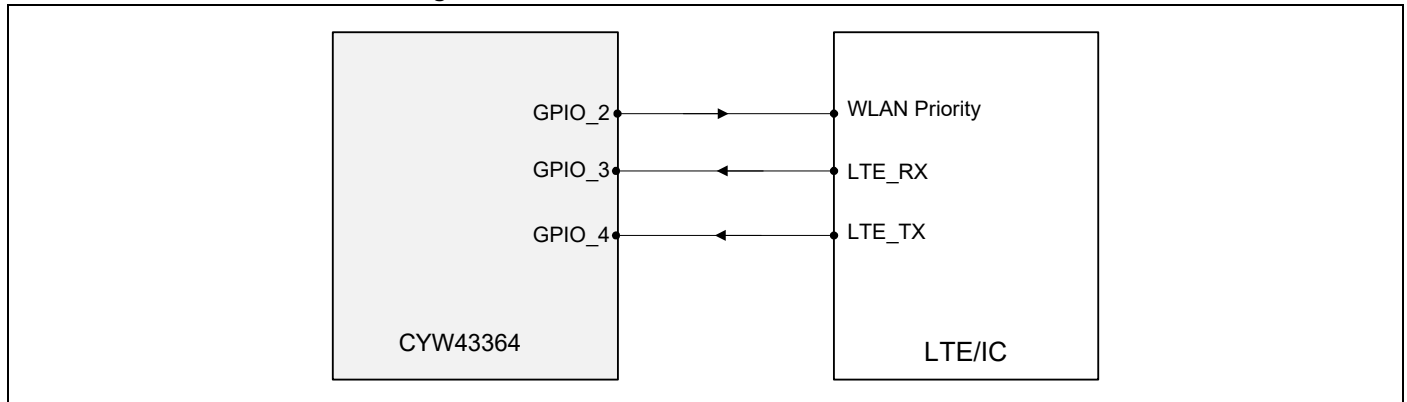 GPIO_2 WLAN Priority
GPIO_3 LTE_RX
GPIO_4 LTE_TX
CYW43364 LTE/IC